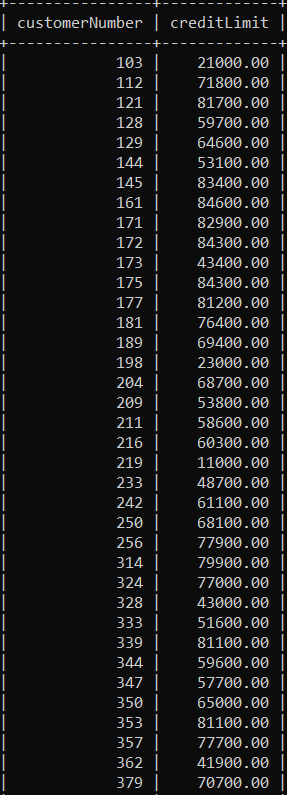 +----------------+-------------+
| customerNumber | creditLimit |
+----------------+-------------+
|            103 |    21000.00 |
|            112 |    71800.00 |
|            121 |    81700.00 |
|            128 |    59700.00 |
|            129 |    64600.00 |
|            144 |    53100.00 |
|            145 |    83400.00 |
|            161 |    84600.00 |
|            171 |    82900.00 |
|            172 |    84300.00 |
|            173 |    43400.00 |
|            175 |    84300.00 |
|            177 |    81200.00 |
|            181 |    76400.00 |
|            189 |    69400.00 |
|            198 |    23000.00 |
|            204 |    68700.00 |
|            209 |    53800.00 |
|            211 |    58600.00 |
|            216 |    60300.00 |
|            219 |    11000.00 |
|            233 |    48700.00 |
|            242 |    61100.00 |
|            250 |    68100.00 |
|            256 |    77900.00 |
|            314 |    79900.00 |
|            324 |    77000.00 |
|            328 |    43000.00 |
|            333 |    51600.00 |
|            339 |    81100.00 |
|            344 |    59600.00 |
|            347 |    57700.00 |
|            350 |    65000.00 |
|            353 |    81100.00 |
|            357 |    77700.00 |
|            362 |    41900.00 |
|            379 |    70700.00 |